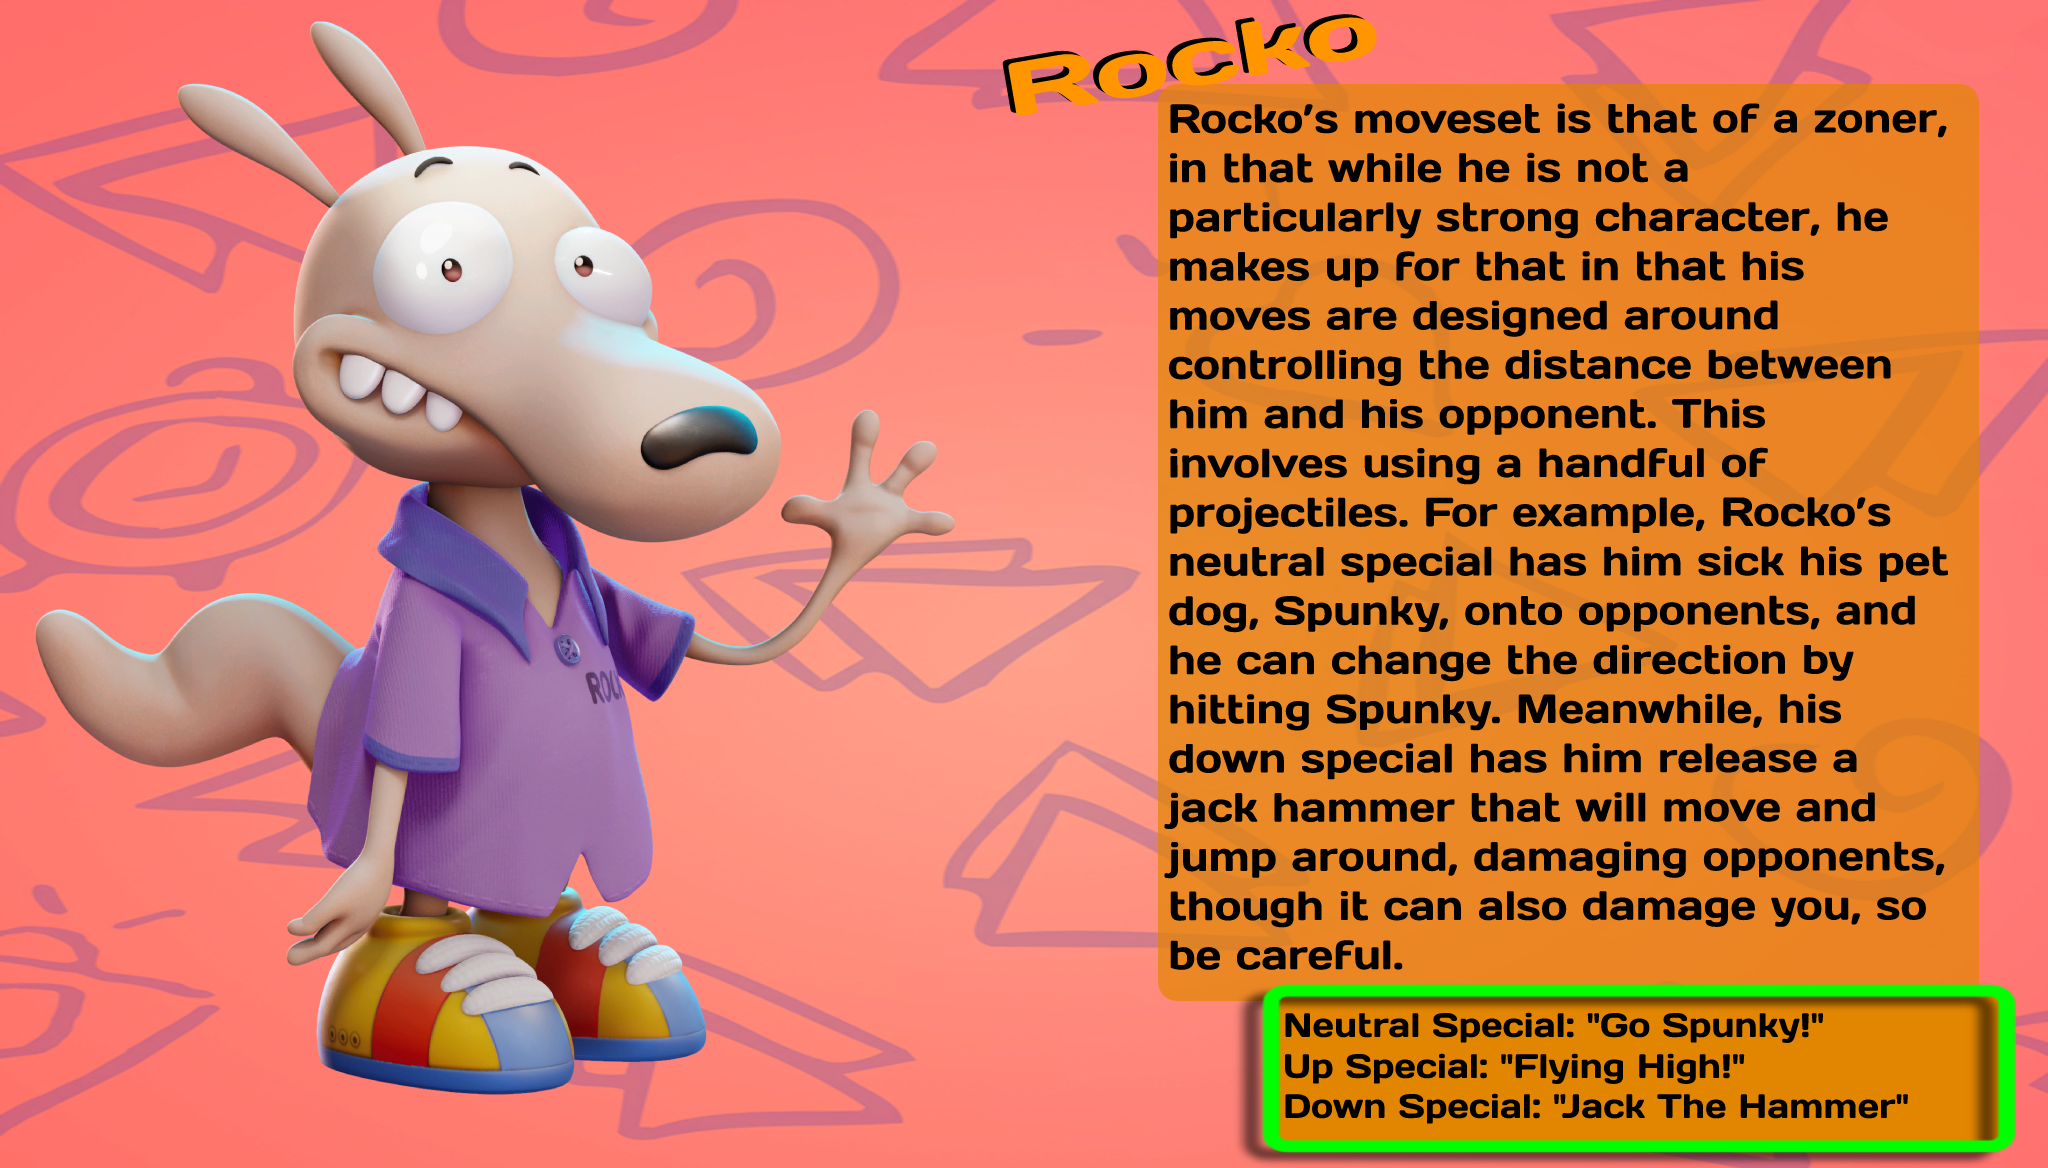 Rocko
Rocko's moveset is that of a zoner,
in that while he is not a
particularly strong character, he
makes up for that in that his
moves are designed around
controlling the distance between
him and his opponent. This
involves using a handful of
projectiles. For example, Rocko's
neutral special has him sick his pet
dog, Spunky, onto opponents, and
he can change the direction by
hitting Spunky. Meanwhile, his
down special has him release a
jack hammer that will move and
jump around, damaging opponents,
though it can also damage you, so
be careful.
Neutral Special: "Go Spunky!"
Up Special: "Flying High!"
Down Special: "Jack The Hammer"